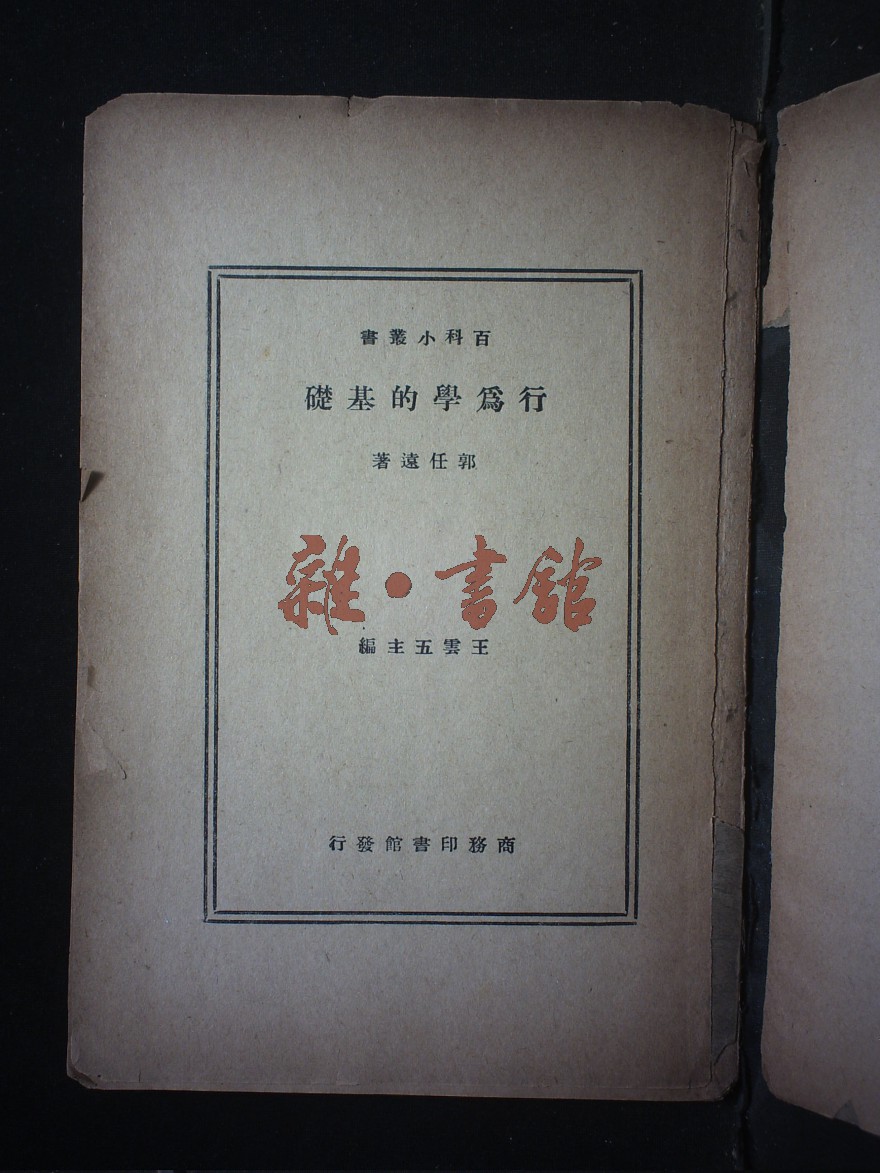 百科小叢書
行爲學的基礎
郭任遠著
雜·書館
王雲五主編
商務印書館發行